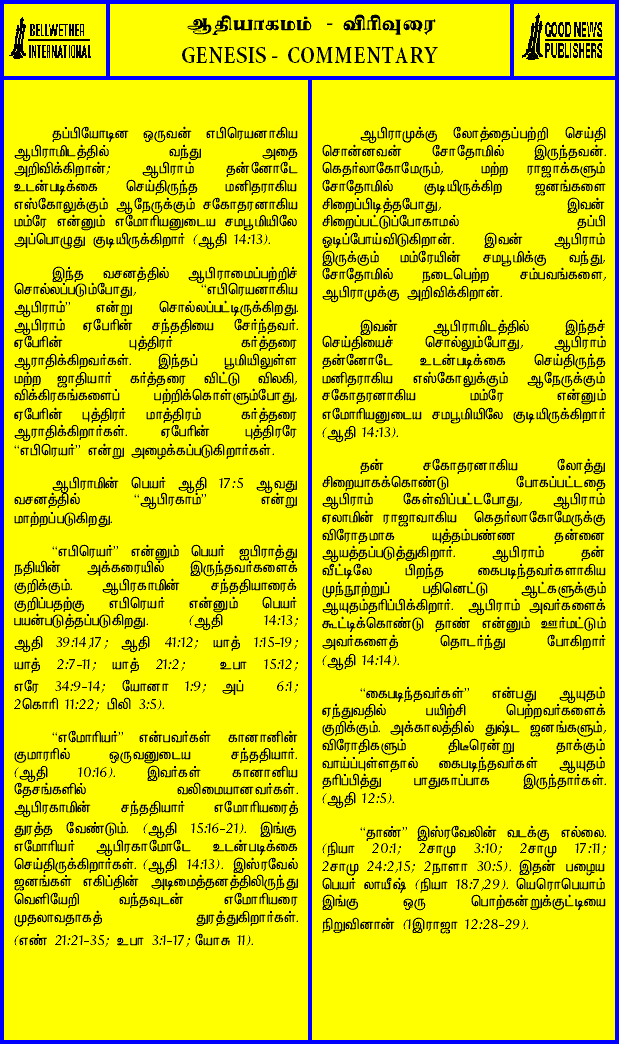 BELLWETHER
INTERNATIONAL
ஆதியாகமம் - விரிவுரை
GENESIS - COMMENTARY
GOOD NEWS
PUBLISHERS
தப்பியோடின ஒருவன் எபிரெயனாகிய
ஆபிராமிடத்தில் வந்து அதை
அறிவிக்கிறான்; ஆபிராம் தன்னோடே
உடன்படிக்கை செய்திருந்த மனிதராகிய
எஸ்கோலுக்கும் ஆநேருக்கும் சகோதரனாகிய
மம்ரே என்னும் எமோரியனுடைய சமபூமியிலே
அப்பொழுது குடியிருக்கிறார் (ஆதி 14:13).
இந்த வசனத்தில் ஆபிராமைப்பற்றிச்
சொல்லப்படும்போது, “எபிரெயனாகிய
ஆபிராம்” என்று சொல்லப்பட்டிருக்கிறது.
ஆபிராம் ஏபேரின் சந்ததியை சேர்ந்தவர்.
ஏபேரின் புத்திரர் கர்த்தரை
ஆராதிக்கிறவர்கள். இந்தப் பூமியிலுள்ள
மற்ற ஜாதியார் கர்த்தரை விட்டு விலகி,
விக்கிரகங்களைப் பற்றிக்கொள்ளும்போது,
ஏபேரின் புத்திரர் மாத்திரம் கர்த்தரை
ஆராதிக்கிறார்கள். ஏபேரின் புத்திரரே
“எபிரெயர்” என்று அழைக்கப்படுகிறார்கள்.
ஆபிராமின் பெயர் ஆதி 17:5 ஆவது
வசனத்தில் “ஆபிரகாம்” என்று
மாற்றப்படுகிறது.
“எபிரெயர்” என்னும் பெயர் ஐபிராத்து
நதியின் அக்கரையில் இருந்தவர்களைக்
குறிக்கும். ஆபிரகாமின் சந்ததியாரைக்
குறிப்பதற்கு எபிரெயர் என்னும் பெயர்
பயன்படுத்தப்படுகிறது. (ஆதி 14:13;
ஆதி 39:14,17; ஆதி 41:12; யாத் 1:15-19;
யாத் 2:7-11; யாத் 21:2; உபா 15:12;
எரே 34:9-14; யோனா 1:9; அப் 6:1;
2கொரி 11:22; பிலி 3:5).
“எமோரியர்” என்பவர்கள் கானானின்
குமாரரில் ஒருவனுடைய சந்ததியார்.
(ஆதி 10:16). இவர்கள் கானானிய
தேசங்களில் வலிமையானவர்கள்.
ஆபிரகாமின் சந்ததியார் எமோரியரைத்
துரத்த வேண்டும். (ஆதி 15:16-21). இங்கு
எமோரியர் ஆபிரகாமோடே உடன்படிக்கை
செய்திருக்கிறார்கள். (ஆதி 14:13). இஸ்ரவேல்
ஜனங்கள் எகிப்தின் அடிமைத்தனத்திலிருந்து
வெளியேறி வந்தவுடன் எமோரியரை
முதலாவதாகத் துரத்துகிறார்கள்.
(எண் 21:21-35; உபா 3:1-17; யோசு 11).
ஆபிராமுக்கு லோத்தைப்பற்றி செய்தி
சொன்னவன் சோதோமில் இருந்தவன்.
கெதர்லாகோமேரும், மற்ற ராஜாக்களும்
சோதோமில் குடியிருக்கிற ஜனங்களை
சிறைப்பிடித்தபோது, இவன்
சிறைப்பட்டுப்போகாமல் தப்பி
ஓடிப்போய்விடுகிறான். இவன் ஆபிராம்
இருக்கும் மம்ரேயின் சமபூமிக்கு வந்து,
சோதோமில் நடைபெற்ற சம்பவங்களை,
ஆபிராமுக்கு அறிவிக்கிறான்.
இவன் ஆபிராமிடத்தில் இந்தச்
செய்தியைச் சொல்லும்போது, ஆபிராம்
தன்னோடே உடன்படிக்கை செய்திருந்த
மனிதராகிய எஸ்கோலுக்கும் ஆநேருக்கும்
சகோதரனாகிய மம்ரே என்னும்
எமோரியனுடைய சமபூமியிலே குடியிருக்கிறார்
(ஆதி 14:13).
தன் சகோதரனாகிய லோத்து
சிறையாகக்கொண்டு போகப்பட்டதை
ஆபிராம் கேள்விப்பட்டபோது, ஆபிராம்
ஏலாமின் ராஜாவாகிய கெதர்லாகோமேருக்கு
விரோதமாக யுத்தம்பண்ண தன்னை
ஆயத்தப்படுத்துகிறார். ஆபிராம் தன்
வீட்டிலே பிறந்த கைபடிந்தவர்களாகிய
முந்நூற்றுப் பதினெட்டு ஆட்களுக்கும்
ஆயுதம்தரிப்பிக்கிறார். ஆபிராம் அவர்களைக்
கூட்டிக்கொண்டு தாண் என்னும் ஊர்மட்டும்
அவர்களைத் தொடர்ந்து போகிறார்
(ஆதி 14:14).
“கைபடிந்தவர்கள்” என்பது ஆயுதம்
ஏந்துவதில் பயிற்சி பெற்றவர்களைக்
குறிக்கும். அக்காலத்தில் துஷ்ட ஜனங்களும்,
விரோதிகளும் திடீரென்று தாக்கும்
வாய்ப்புள்ளதால் கைபடிந்தவர்கள் ஆயுதம்
தரிப்பித்து பாதுகாப்பாக இருந்தார்கள்.
(ஆதி 12:5).
“தாண்” இஸ்ரவேலின் வடக்கு எல்லை.
(நியா 20:1; 2சாமு 3:10; 2சாமு 17:11;
2சாமு 24:2,15; 2நாளா 30:5). இதன் பழைய
பெயர் லாயீஷ் (நியா 18:7,29). யெரொபெயாம்
இங்கு ஒரு பொற்கன்றுக்குட்டியை
நிறுவினான் (1இராஜா 12:28-29).